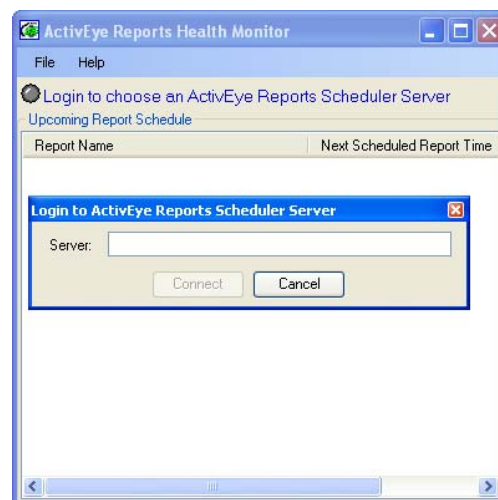 ActivEye Reports Health Monitor
File Help
Login to choose an ActivEye Reports Scheduler Server
Upcoming Report Schedule
Report Name Next Scheduled Report Time
Login to ActivEye Reports Scheduler Server
Server:
Connect Cancel